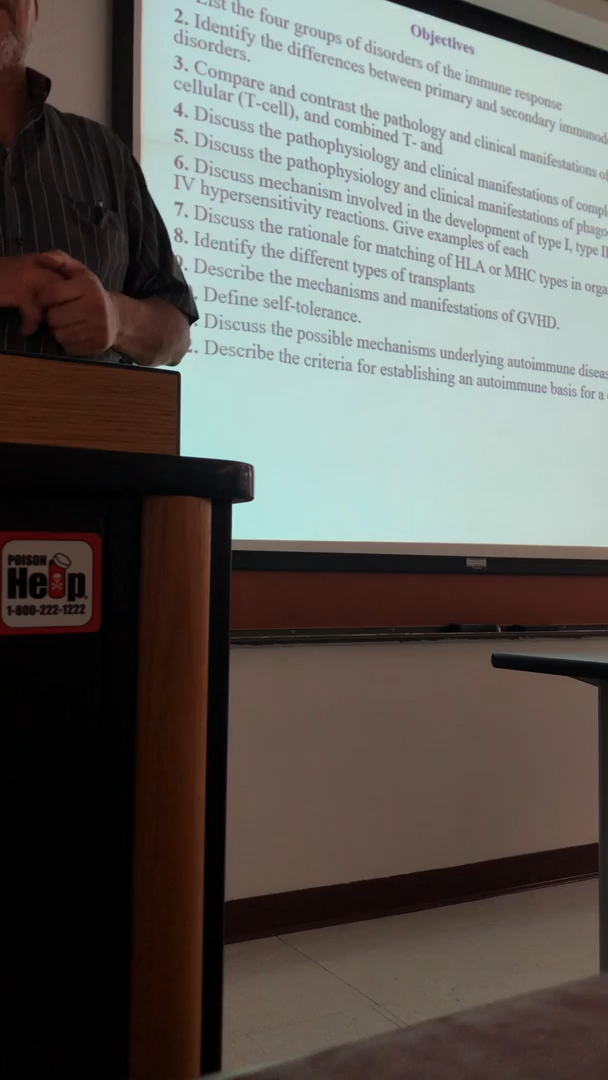 Objectives
the four groups of disorders of the immune response
2. Identify the differences between primary and secondary
disorders.
3. Compare and contrast the pathology and clinical manifestations
cellular (T-cell), and combined T- and
4. Discuss the pathophysiology and clinical manifestations of
5. Discuss the pathophysiology and clinical manifestations of
6. Discuss mechanism involved in the development of type I, type
IV hypersensitivity reactions. Give examples of each
7. Discuss the rationale for matching of HLA or MHC types in
8. Identify the different types of transplants
. Describe the mechanisms and manifestations of GVHD.
. Define self-tolerance.
. Discuss the possible mechanisms underlying autoimmune
. Describe the criteria for establishing an autoimmune basis for a
POISON
Help
1-800-222-1222